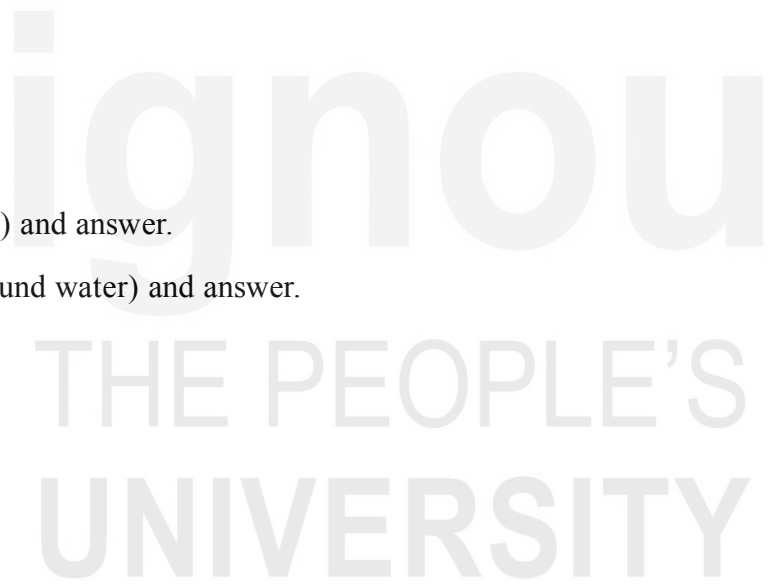 ignou
) and answer.
und water) and answer.
THE PEOPLE'S
UNIVERSITY